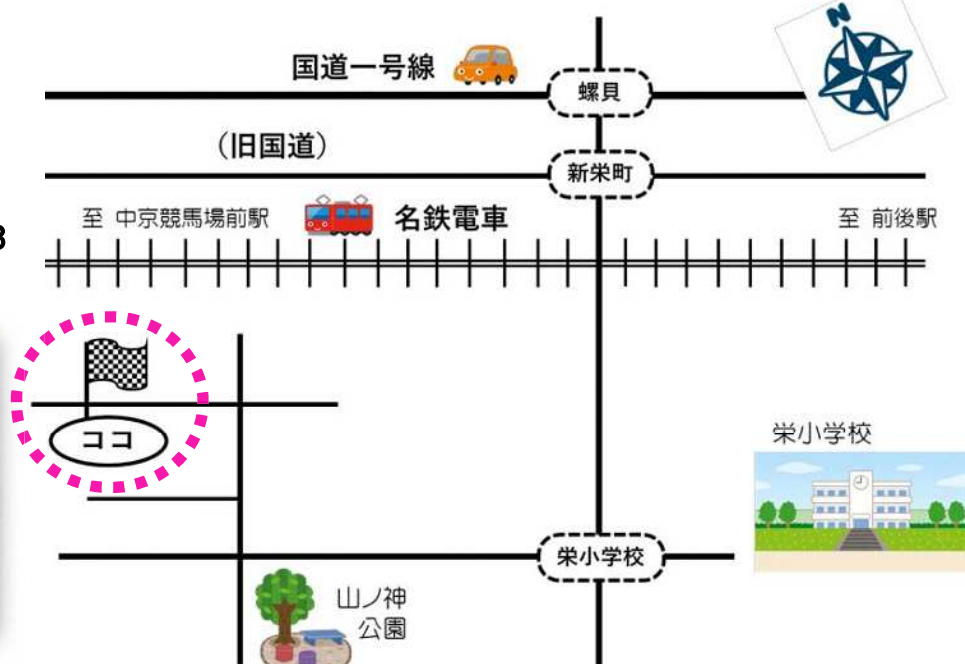 N
国道一号線
螺貝
(旧国道)
新栄町
至 中京競馬場前駅
名鉄電車
至 前後駅
ココ
栄小学校
栄小学校
山ノ神
公園